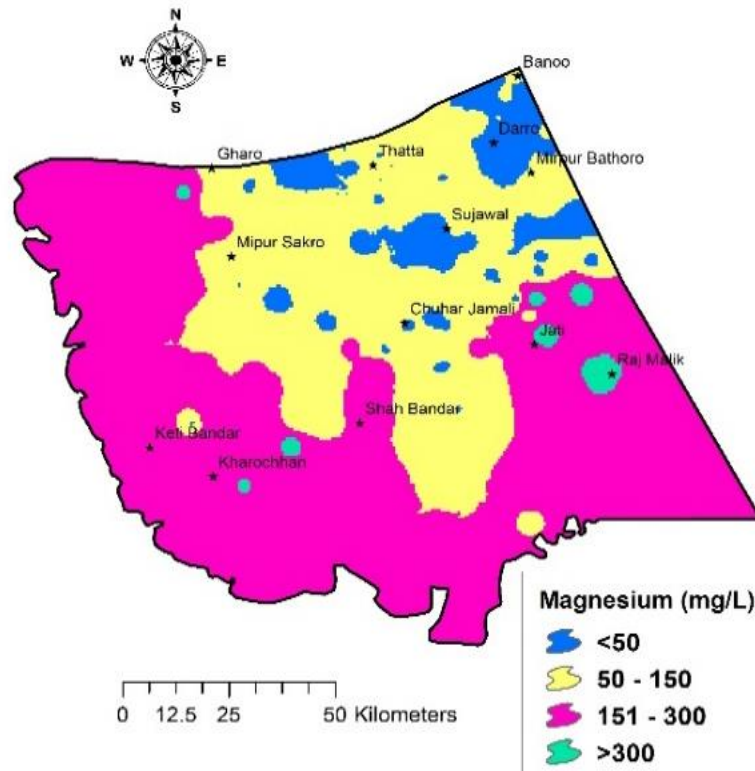 N
W E
S
Banoo
Darro
Gharo
Thatta
Mirpur Bathoro
Sujawal
Mipur Sakro
Chuhar Jamali
Jati
Raj Malik
Shah Bandar
Keti Bandar
Kharochhan
Magnesium (mg/L)
<50
50 - 150
151 - 300
>300
0 12.5 25 50 Kilometers